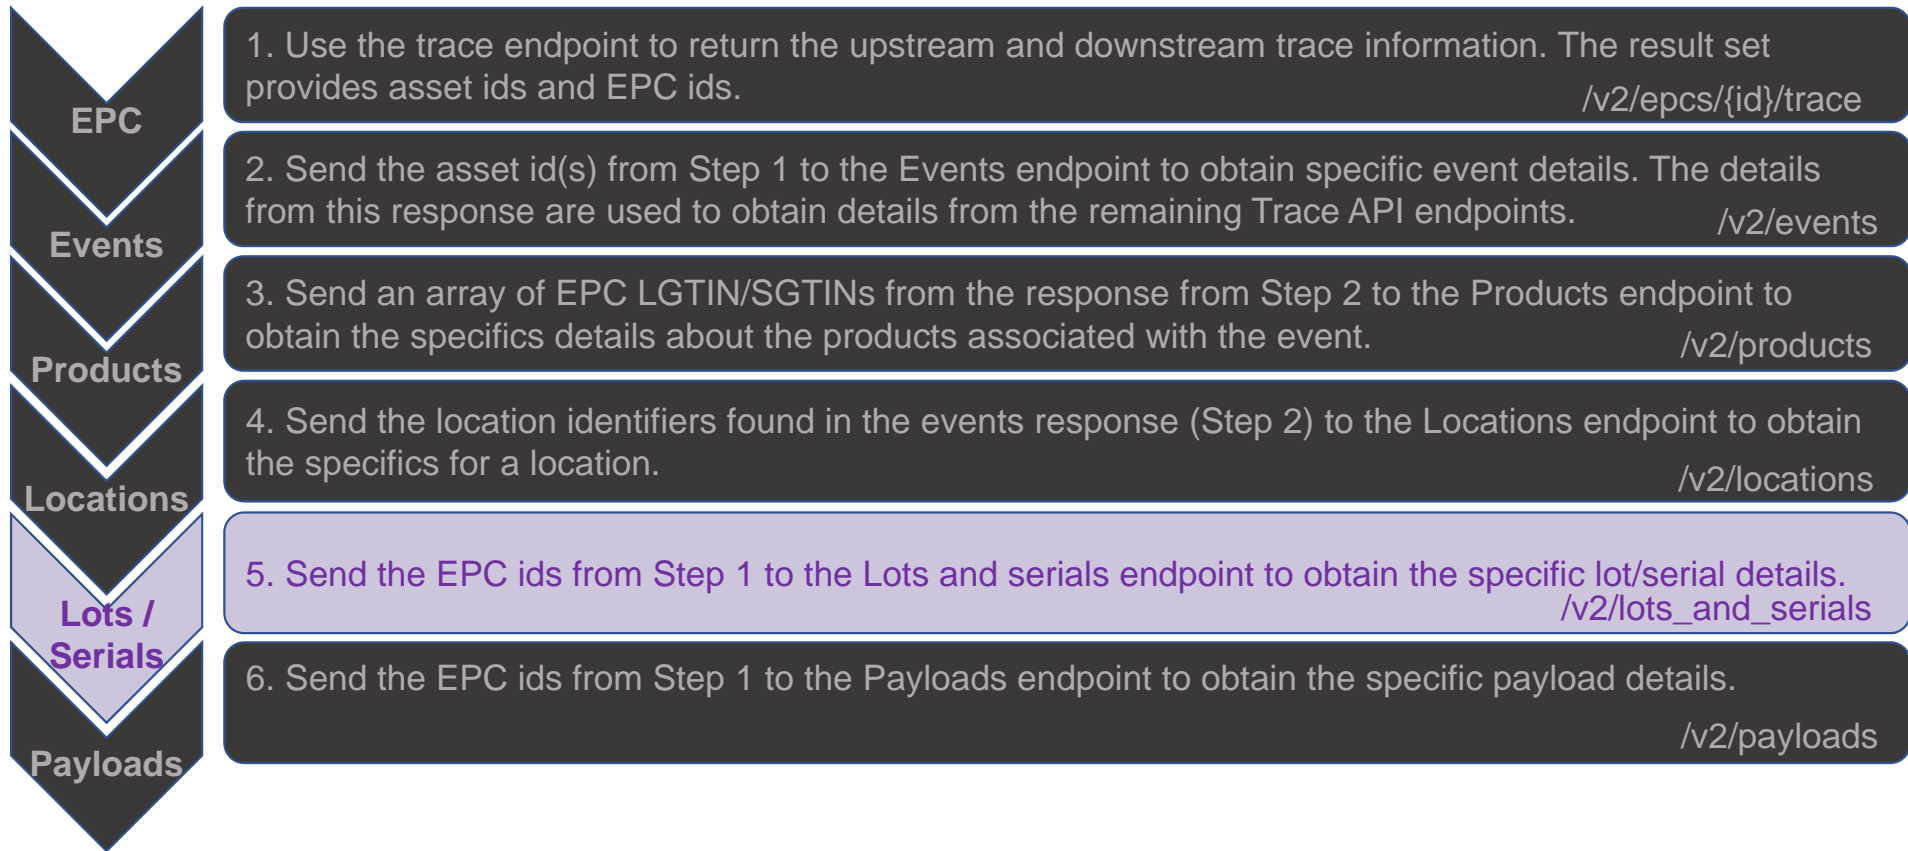 EPC
1. Use the trace endpoint to return the upstream and downstream trace information. The result set
provides asset ids and EPC ids.
/v2/epcs/{id}/trace
Events
2. Send the asset id(s) from Step 1 to the Events endpoint to obtain specific event details. The details
from this response are used to obtain details from the remaining Trace API endpoints.
/v2/events
Products
3. Send an array of EPC LGTIN/SGTINs from the response from Step 2 to the Products endpoint to
obtain the specifics details about the products associated with the event.
/v2/products
Locations
4. Send the location identifiers found in the events response (Step 2) to the Locations endpoint to obtain
the specifics for a location.
/v2/locations
Lots /
Serials
5. Send the EPC ids from Step 1 to the Lots and serials endpoint to obtain the specific lot/serial details.
/v2/lots_and_serials
Payloads
6. Send the EPC ids from Step 1 to the Payloads endpoint to obtain the specific payload details.
/v2/payloads